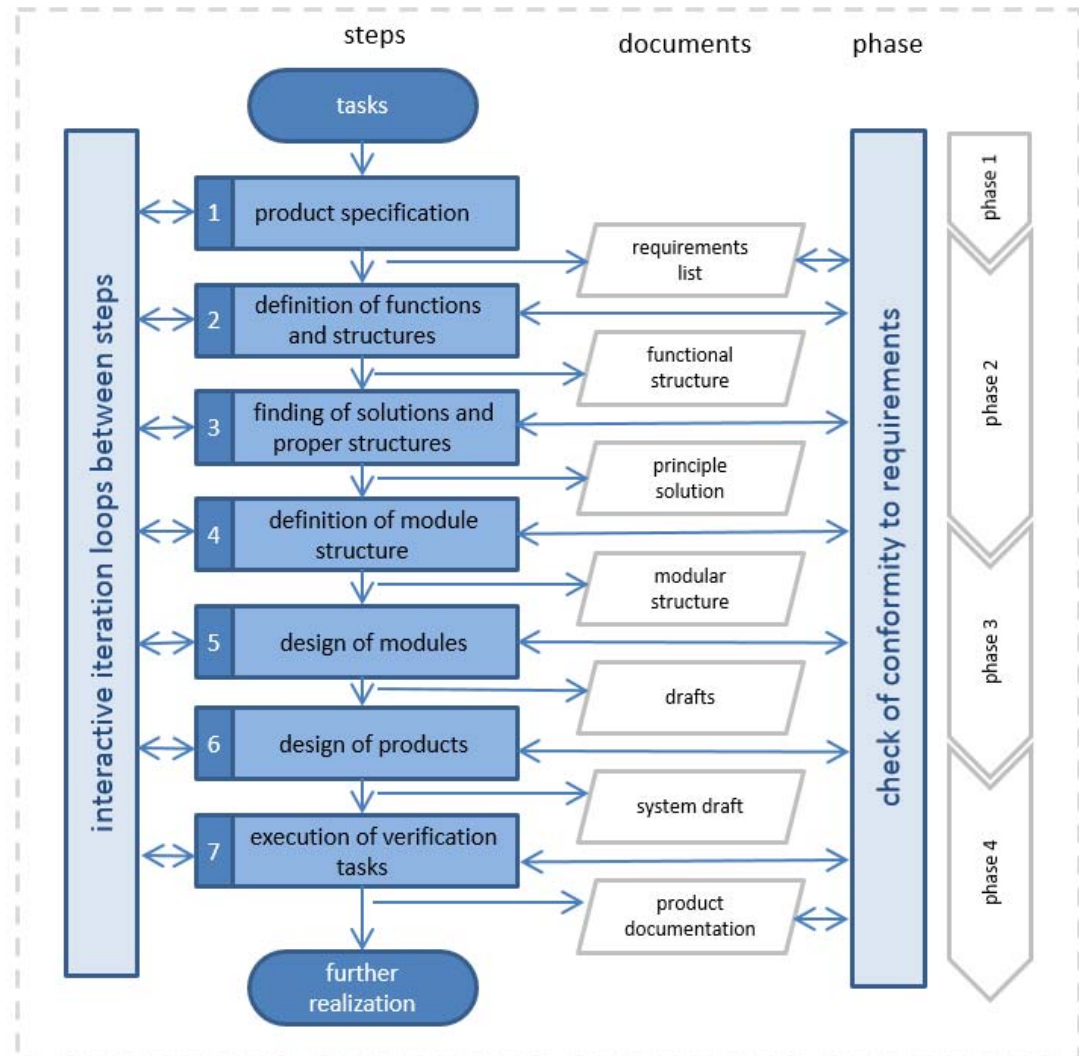 steps
documents
phase
tasks
1
product specification
requirements
list
2
definition of functions
and structures
functional
structure
3
finding of solutions and
proper structures
principle
solution
4
definition of module
structure
modular
structure
5
design of modules
drafts
6
design of products
system draft
7
execution of verification
tasks
product
documentation
further
realization
interactive iteration loops between steps
check of conformity to requirements
phase 1
phase 2
phase 3
phase 4